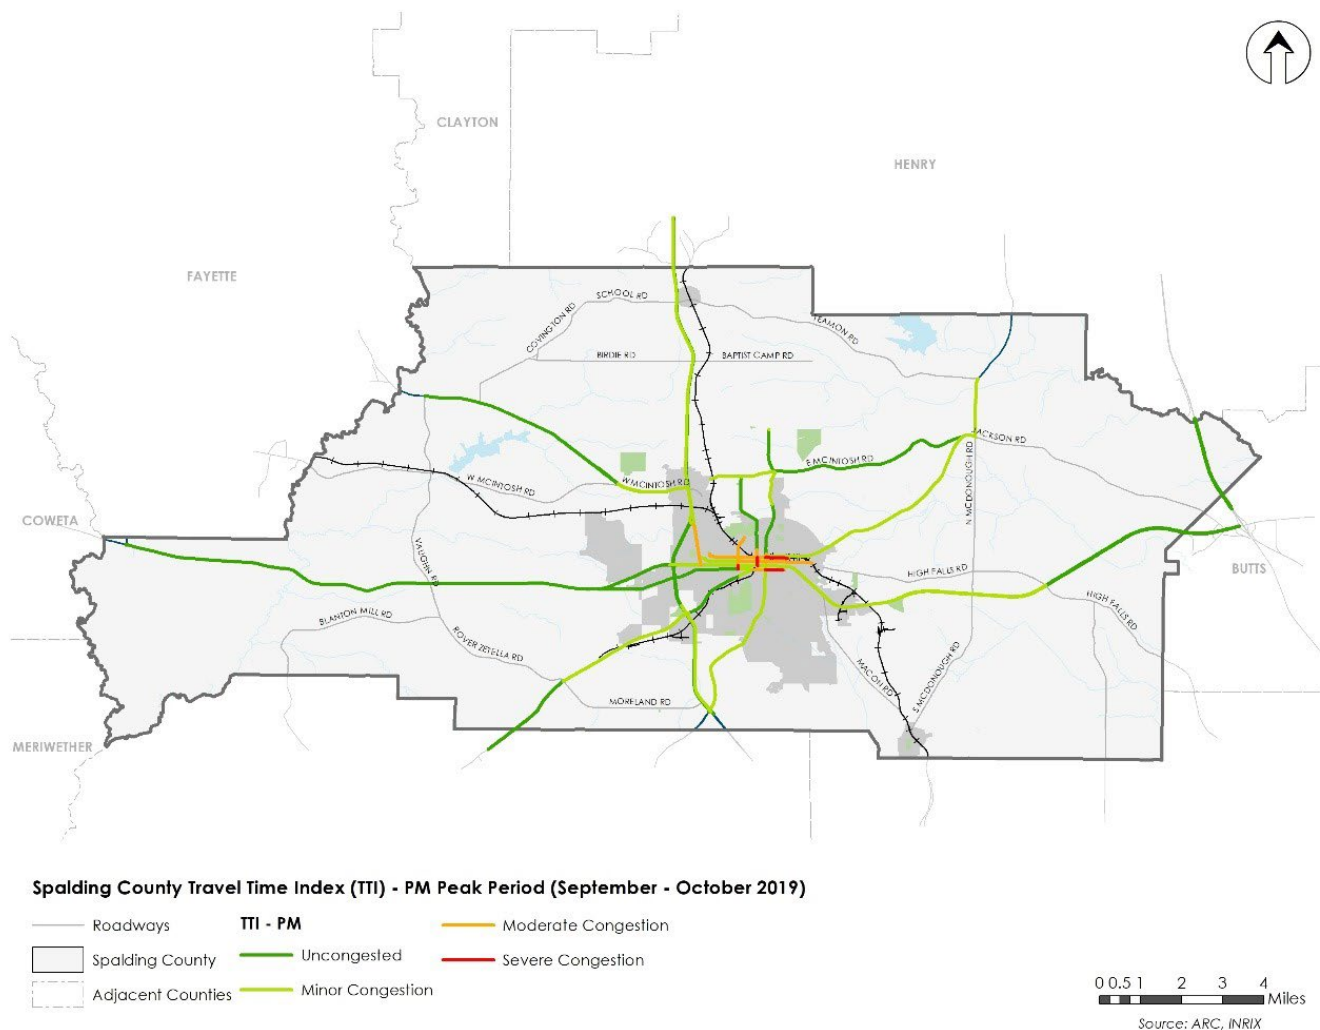 CLAYTON
HENRY
FAYETTE
SCHOOL RD
COVINGTON RD
TEAMON RD
BIRDIE RD
BAPTIST CAMP RD
JACKSON RD
E MCINTOSH RD
W MCINTOSH RD
W MCINTOSH RD
N MCDONOUGH RD
COWETA
VAUGHN RD
HIGH FALLS RD
BUTTS
HIGH FALLS RD
BLANTON MILL RD
ROVER ZETELLA RD
MACON RD
S MCDONOUGH RD
MORELAND RD
MERIWETHER
Spalding County Travel Time Index (TTI) - PM Peak Period (September - October 2019)
Roadways
TTI - PM
Moderate Congestion
Spalding County
Uncongested
Severe Congestion
Adjacent Counties
Minor Congestion
0 0.5 1 2 3 4
Miles
Source: ARC, INRIX